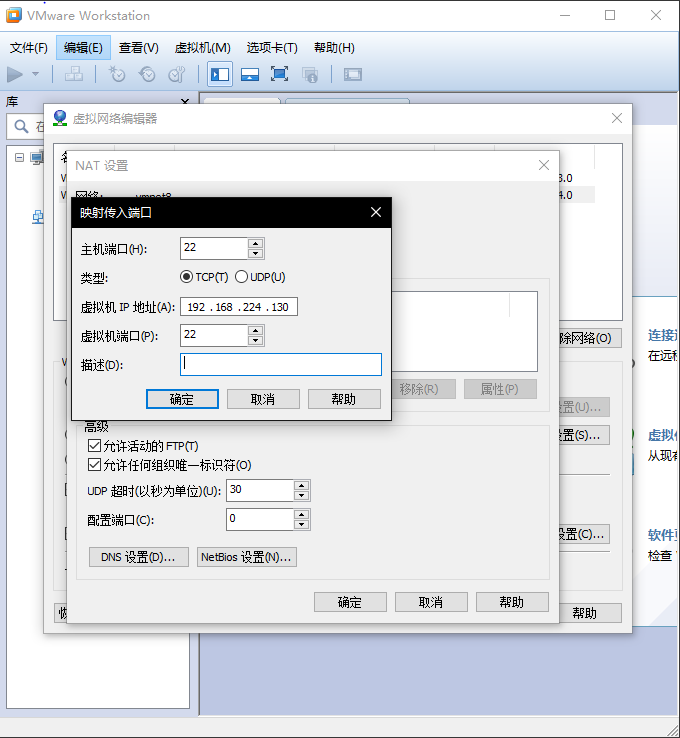 VMware Workstation
文件(F) 编辑(E) 查看(V) 虚拟机(M) 选项卡(T) 帮助(H)
库
虚拟网络编辑器
NAT 设置
网络: vmnet8
映射传入端口
主机端口(H): 22
类型: TCP(T) UDP(U)
虚拟机 IP 地址(A): 192 . 168 . 224 . 130
虚拟机端口(P): 22
描述(D):
确定 取消 帮助
移除(R) 属性(P)
高级
允许活动的 FTP(T)
允许任何组织唯一标识符(O)
UDP 超时(以秒为单位)(U): 30
配置端口(C): 0
DNS 设置(D)... NetBios 设置(N)...
确定 取消 帮助
3.0
4.0
除网络(O)
设置(U)...
设置(S)...
设置(C)...
帮助
连接
在远程
虚拟
从现有
软件
检查